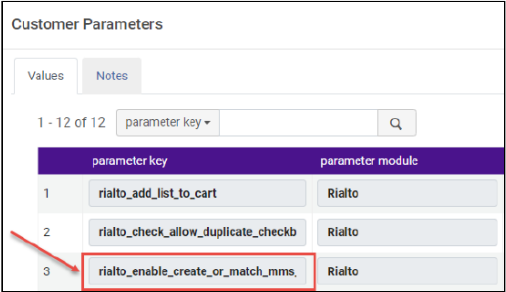 Customer Parameters
Values Notes
1 - 12 of 12 parameter key
parameter key parameter module
1 rialto_add_list_to_cart Rialto
2 rialto_check_allow_duplicate_checkb Rialto
3 rialto_enable_create_or_match_mms_ Rialto